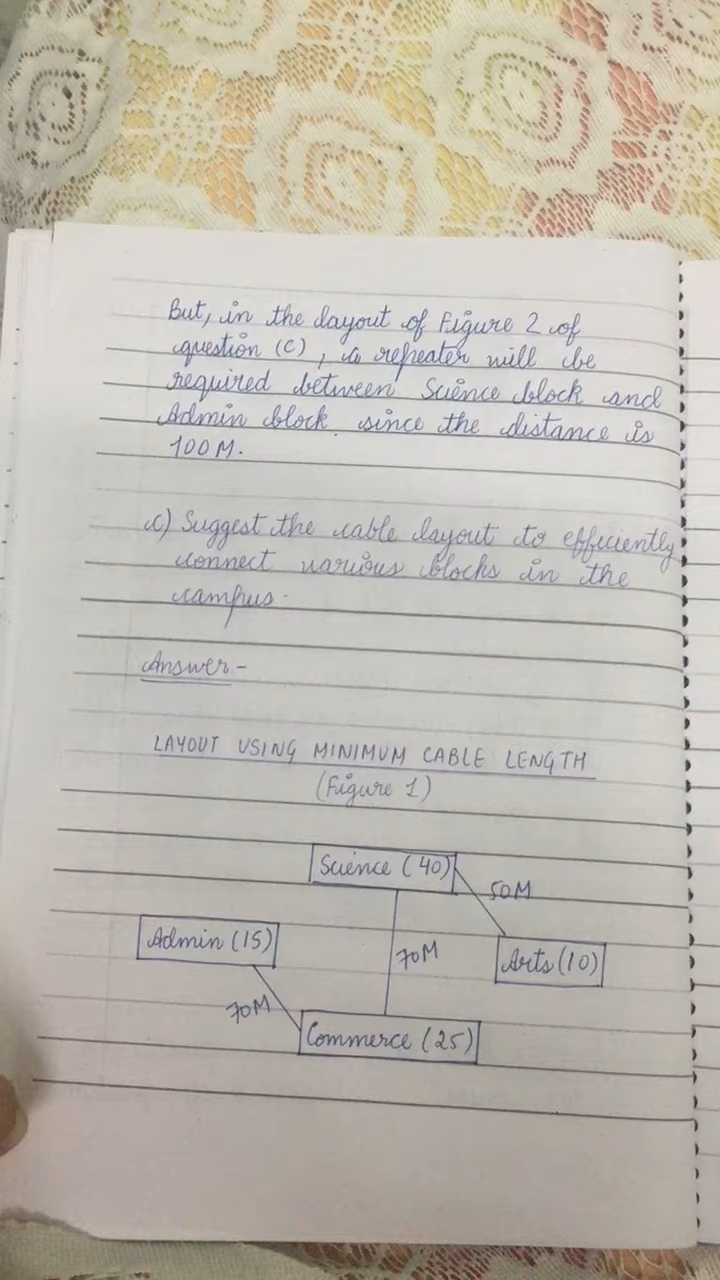 But, in the layout of Figure 2 of
question (c), a repeater will be
required between Science block and
Admin block since the distance is
100M.
c) Suggest the cable layout to efficiently
connect various blocks in the
campus.
Answer-
LAYOUT USING MINIMUM CABLE LENGTH
(Figure 1)
Science (40)
50M
Admin (15)
70M
Arts (10)
70M
Commerce (25)